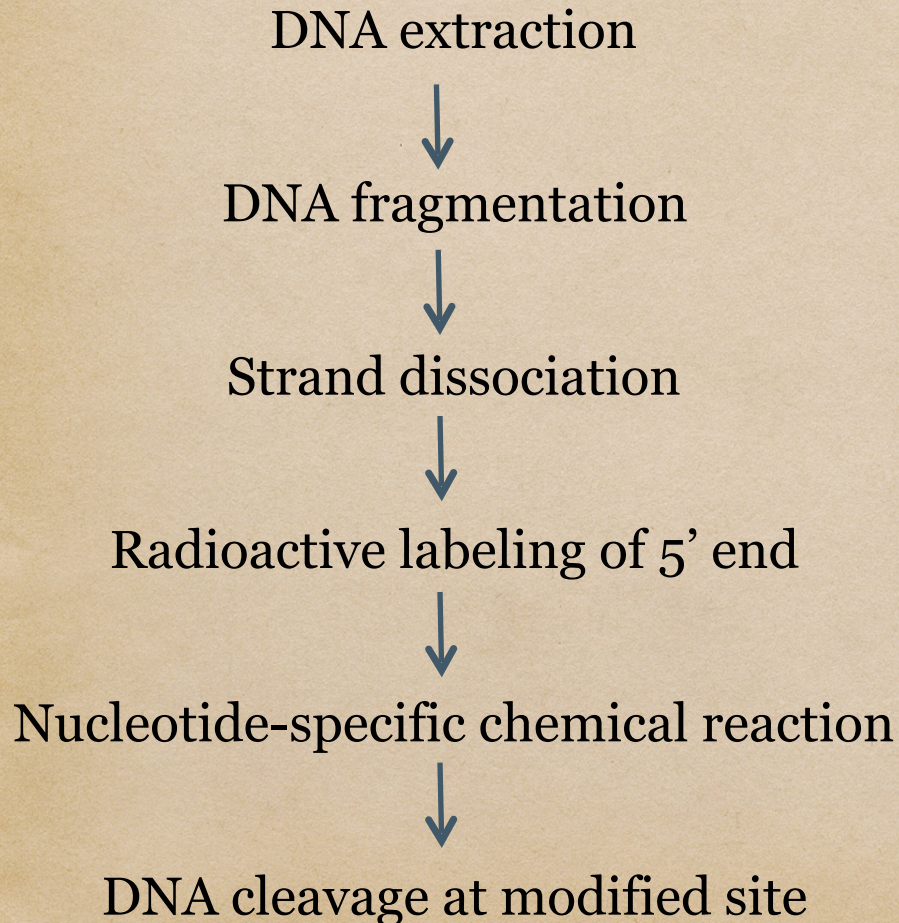 DNA extraction
DNA fragmentation
Strand dissociation
Radioactive labeling of 5’ end
Nucleotide-specific chemical reaction
DNA cleavage at modified site